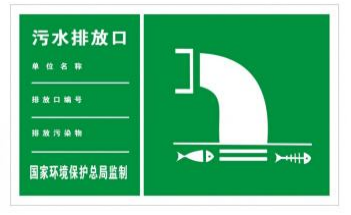 污水排放口
单位名称
排放口编号
排放污染物
国家环境保护总局监制